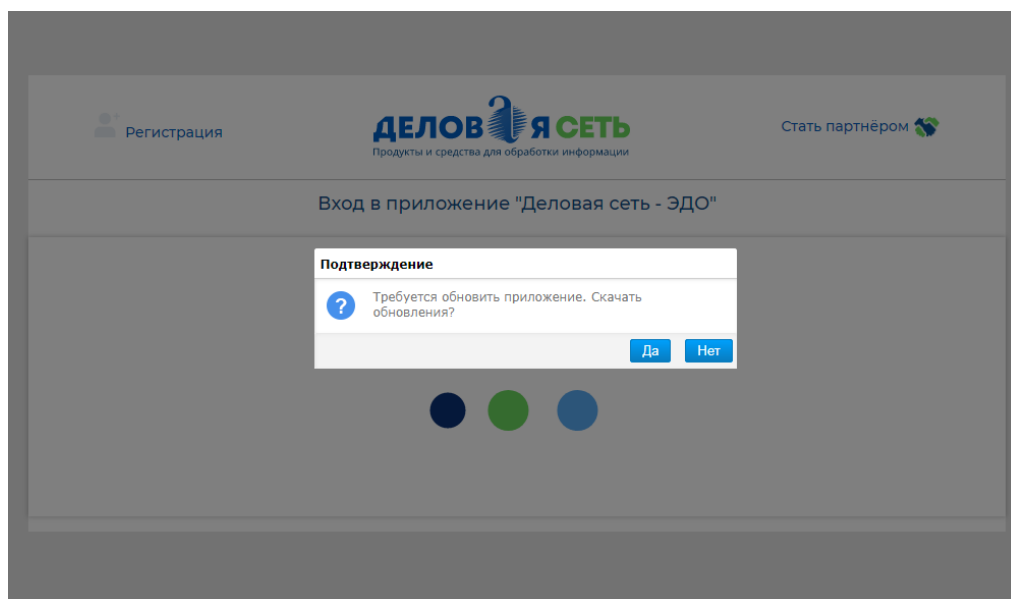 Регистрация
ДЕЛОВАЯ СЕТЬ
Продукты и средства для обработки информации
Стать партнёром
Вход в приложение "Деловая сеть - ЭДО"
Подтверждение
Требуется обновить приложение. Скачать
обновления?
Да Нет